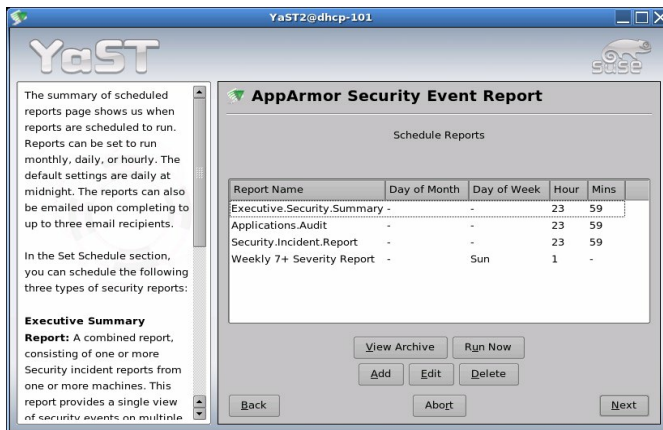 YaST2@dhcp-101
YaST
SUSE
The summary of scheduled
reports page shows us when
reports are scheduled to run.
Reports can be set to run
monthly, daily, or hourly. The
default settings are daily at
midnight. The reports can also
be emailed upon completing to
up to three email recipients.
In the Set Schedule section,
you can schedule the following
three types of security reports:
Executive Summary
Report: A combined report,
consisting of one or more
Security incident reports from
one or more machines. This
report provides a single view
of security events on multiple
AppArmor Security Event Report
Schedule Reports
Report Name Day of Month Day of Week Hour Mins
Executive.Security.Summary - - 23 59
Applications.Audit - - 23 59
Security.Incident.Report - - 23 59
Weekly 7+ Severity Report - Sun 1 -
View Archive Run Now
Add Edit Delete
Back Abort Next